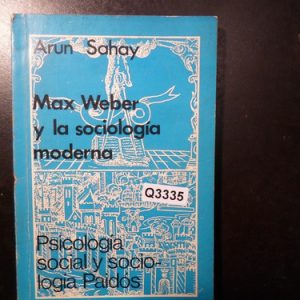 Arun Sahay
Max Weber
y la sociología
moderna
Q3335
Psicología
social y socio-
logía Paidós